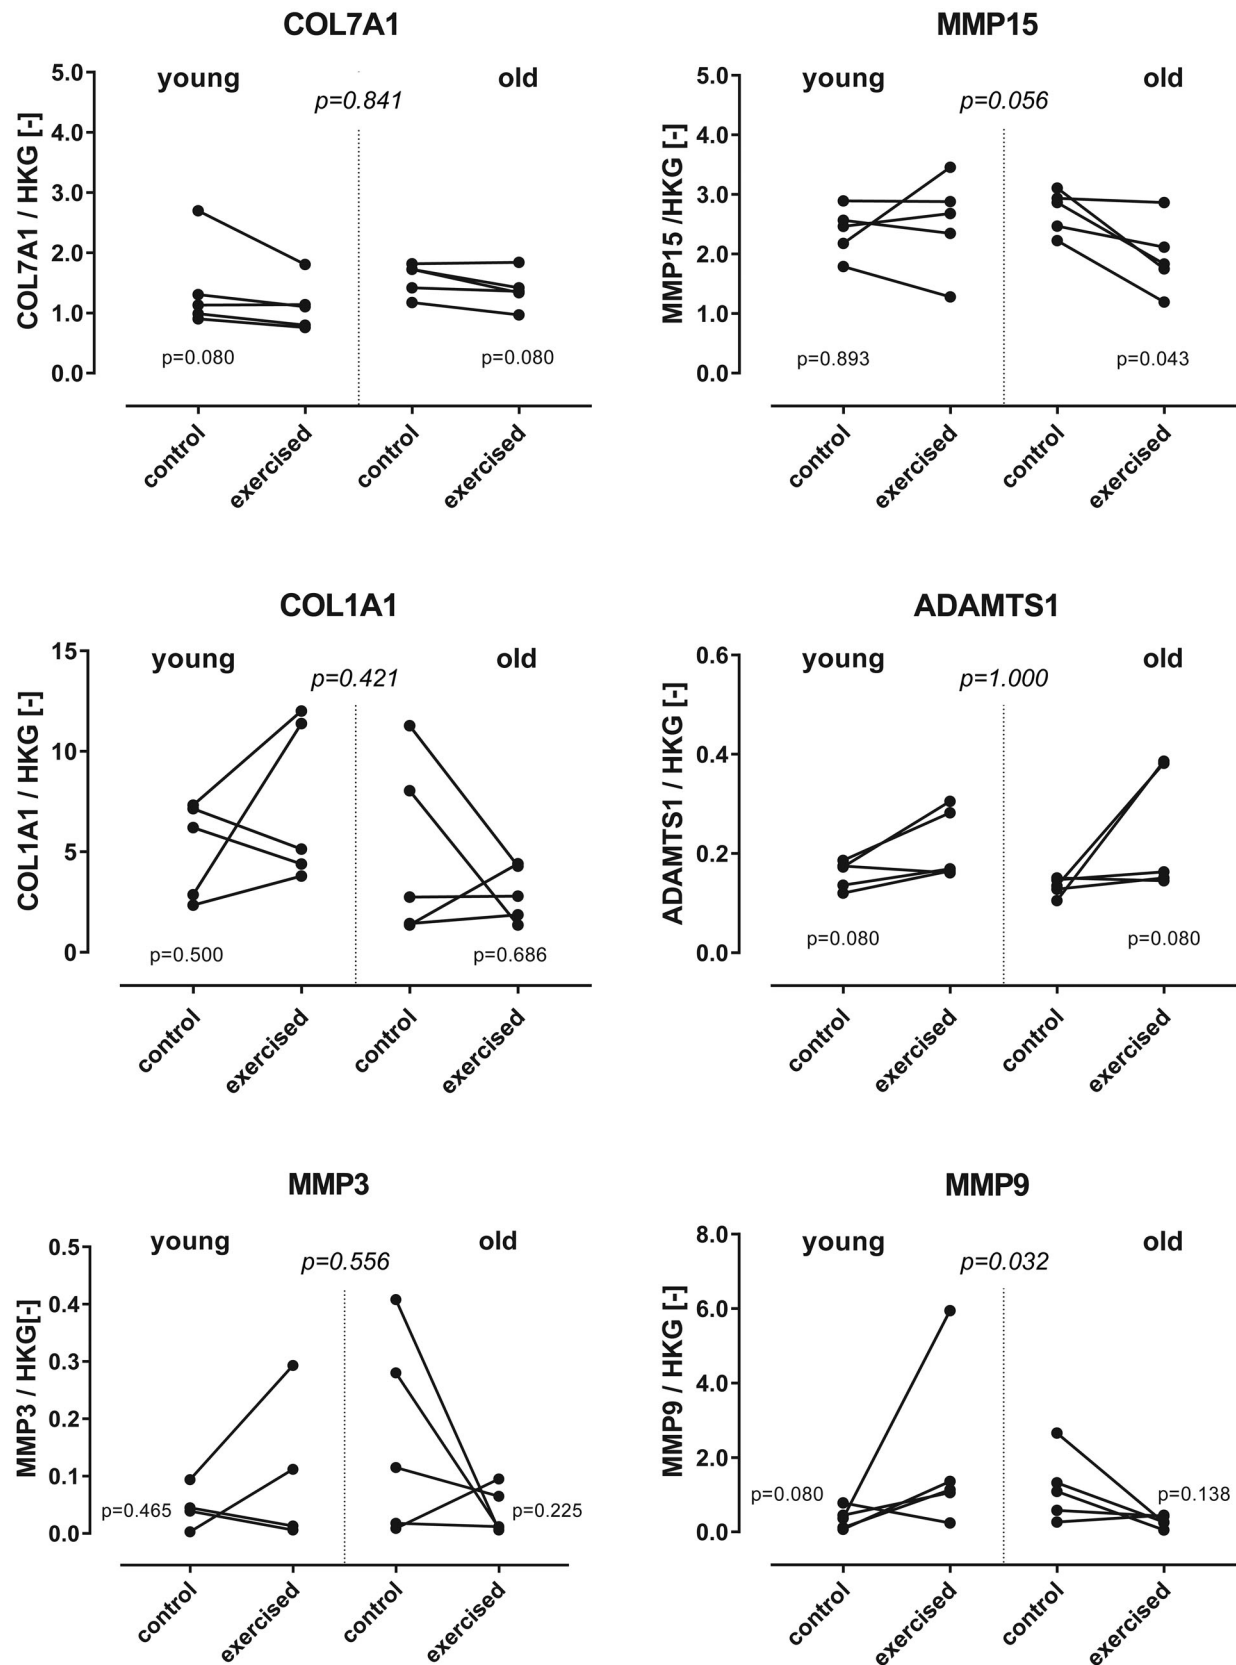 COL7A1
young
old
p=0.841
COL7A1 / HKG [-]
5.0
4.0
3.0
2.0
1.0
0.0
p=0.080
p=0.080
control
exercised
control
exercised
MMP15
young
old
p=0.056
MMP15 /HKG [-]
5.0
4.0
3.0
2.0
1.0
0.0
p=0.893
p=0.043
control
exercised
control
exercised
COL1A1
young
old
p=0.421
COL1A1 / HKG [-]
15
10
5
0
p=0.500
p=0.686
control
exercised
control
exercised
ADAMTS1
young
old
p=1.000
ADAMTS1 / HKG [-]
0.6
0.4
0.2
0.0
p=0.080
p=0.080
control
exercised
control
exercised
MMP3
young
old
p=0.556
MMP3 / HKG[-]
0.5
0.4
0.3
0.2
0.1
0.0
p=0.465
p=0.225
control
exercised
control
exercised
MMP9
young
old
p=0.032
MMP9 / HKG [-]
8.0
6.0
4.0
2.0
0.0
p=0.080
p=0.138
control
exercised
control
exercised